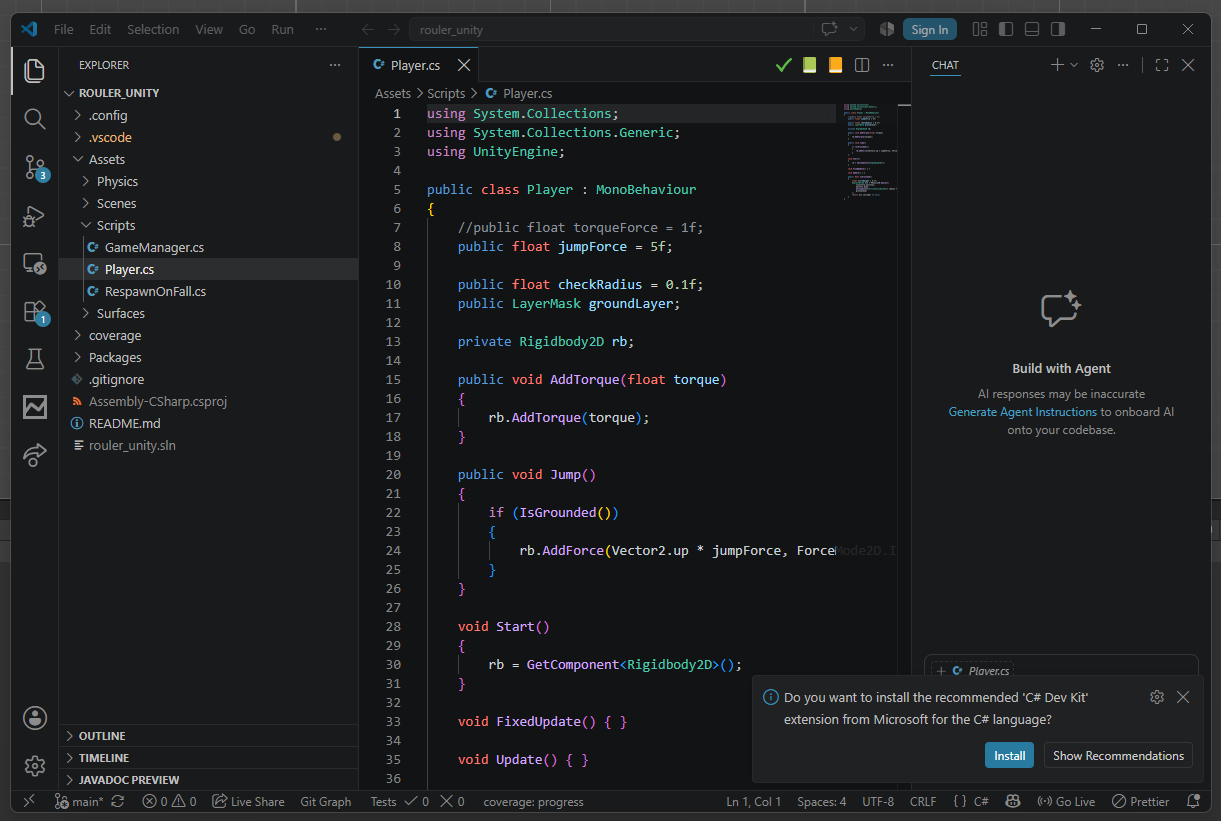 File Edit Selection View Go Run ··· rouler_unity Sign In
EXPLORER ···
ROULER_UNITY
.config
.vscode
Assets
Physics
Scenes
Scripts
GameManager.cs
Player.cs
RespawnOnFall.cs
Surfaces
coverage
Packages
.gitignore
Assembly-CSharp.csproj
README.md
rouler_unity.sln
OUTLINE
TIMELINE
JAVADOC PREVIEW
3
1
Player.cs
Assets > Scripts > Player.cs
1 using System.Collections;
2 using System.Collections.Generic;
3 using UnityEngine;
4
5 public class Player : MonoBehaviour
6 {
7 //public float torqueForce = 1f;
8 public float jumpForce = 5f;
9
10 public float checkRadius = 0.1f;
11 public LayerMask groundLayer;
12
13 private Rigidbody2D rb;
14
15 public void AddTorque(float torque)
16 {
17 rb.AddTorque(torque);
18 }
19
20 public void Jump()
21 {
22 if (IsGrounded())
23 {
24 rb.AddForce(Vector2.up * jumpForce, ForceMode2D.I
25 }
26 }
27
28 void Start()
29 {
30 rb = GetComponent<Rigidbody2D>();
31 }
32
33 void FixedUpdate() { }
34
35 void Update() { }
36
CHAT
Build with Agent
AI responses may be inaccurate
Generate Agent Instructions to onboard AI
onto your codebase.
Player.cs
Do you want to install the recommended 'C# Dev Kit'
extension from Microsoft for the C# language?
Install Show Recommendations
main* 0 0 Live Share Git Graph Tests 0 0 coverage: progress Ln 1, Col 1 Spaces: 4 UTF-8 CRLF { } C# Go Live Prettier